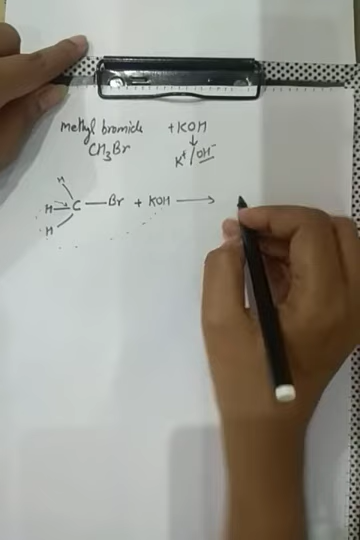 methyl bromide + KOH
CH3Br
K+ / OH-
H
H - C - Br + KOH →
H